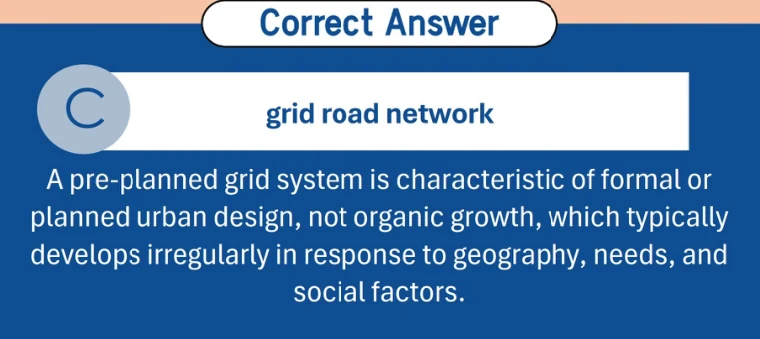 Correct Answer
C
grid road network
A pre-planned grid system is characteristic of formal or
planned urban design, not organic growth, which typically
develops irregularly in response to geography, needs, and
social factors.